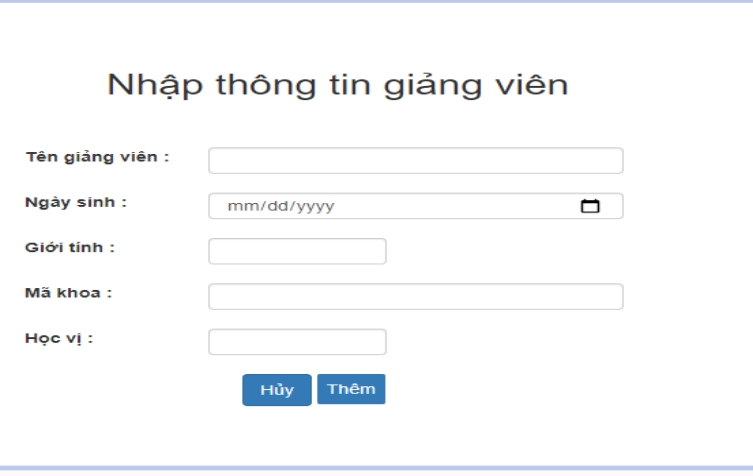 Nhập thông tin giảng viên
Tên giảng viên :
Ngày sinh : mm/dd/yyyy
Giới tính :
Mã khoa :
Học vị :
Hủy Thêm